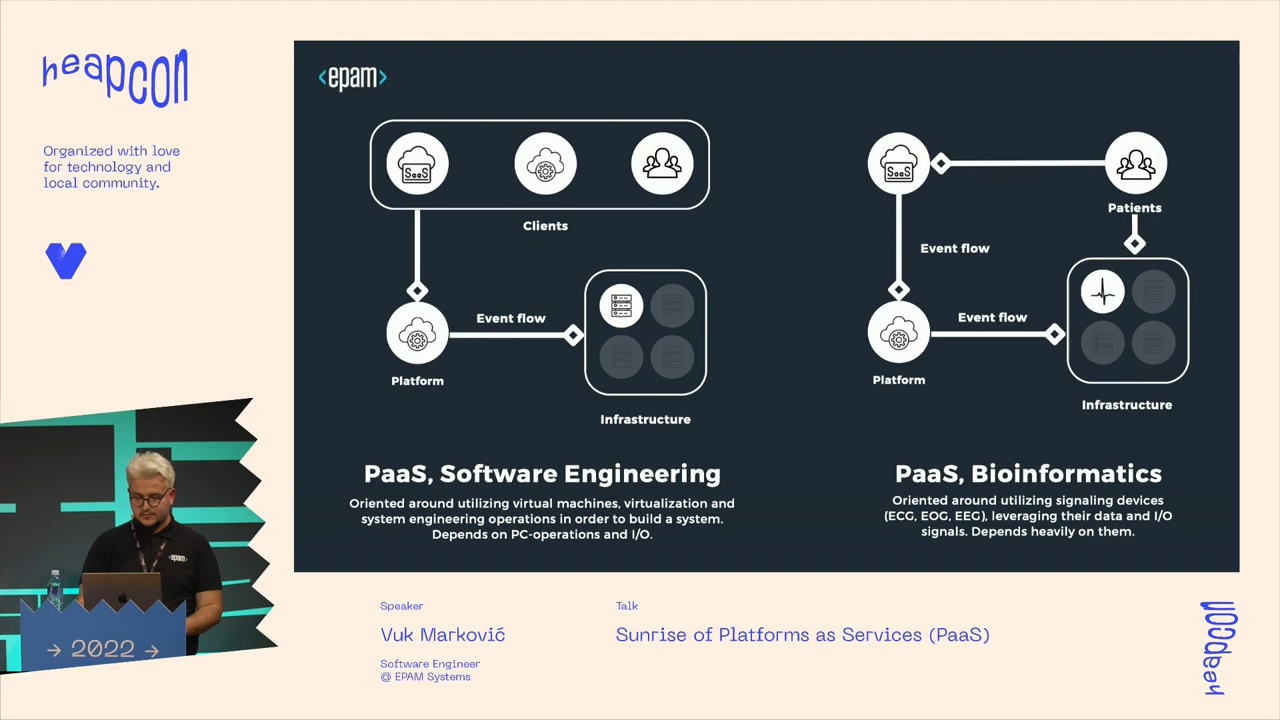 heapcon
Organized with love
for technology and
local community.
<epam>
SaaS
Clients
Event flow
Platform
Infrastructure
PaaS, Software Engineering
Oriented around utilizing virtual machines, virtualization and
system engineering operations in order to build a system.
Depends on PC-operations and I/O.
SaaS
Patients
Event flow
Event flow
Platform
Infrastructure
PaaS, Bioinformatics
Oriented around utilizing signaling devices
(ECG, EOG, EEG), leveraging their data and I/O
signals. Depends heavily on them.
<epam>
→ 2022 →
Speaker
Vuk Marković
Software Engineer
@ EPAM Systems
Talk
Sunrise of Platforms as Services (PaaS)
heapcon